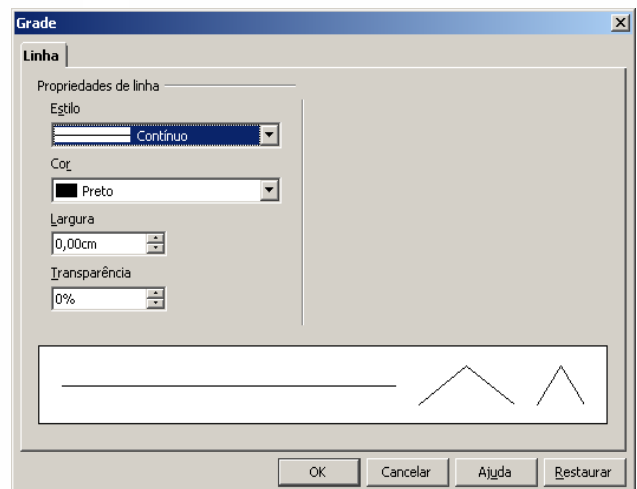 Grade
Linha
Propriedades de linha
Estilo
Contínuo
Cor
Preto
Largura
0,00cm
Transparência
0%
OK Cancelar Ajuda Restaurar